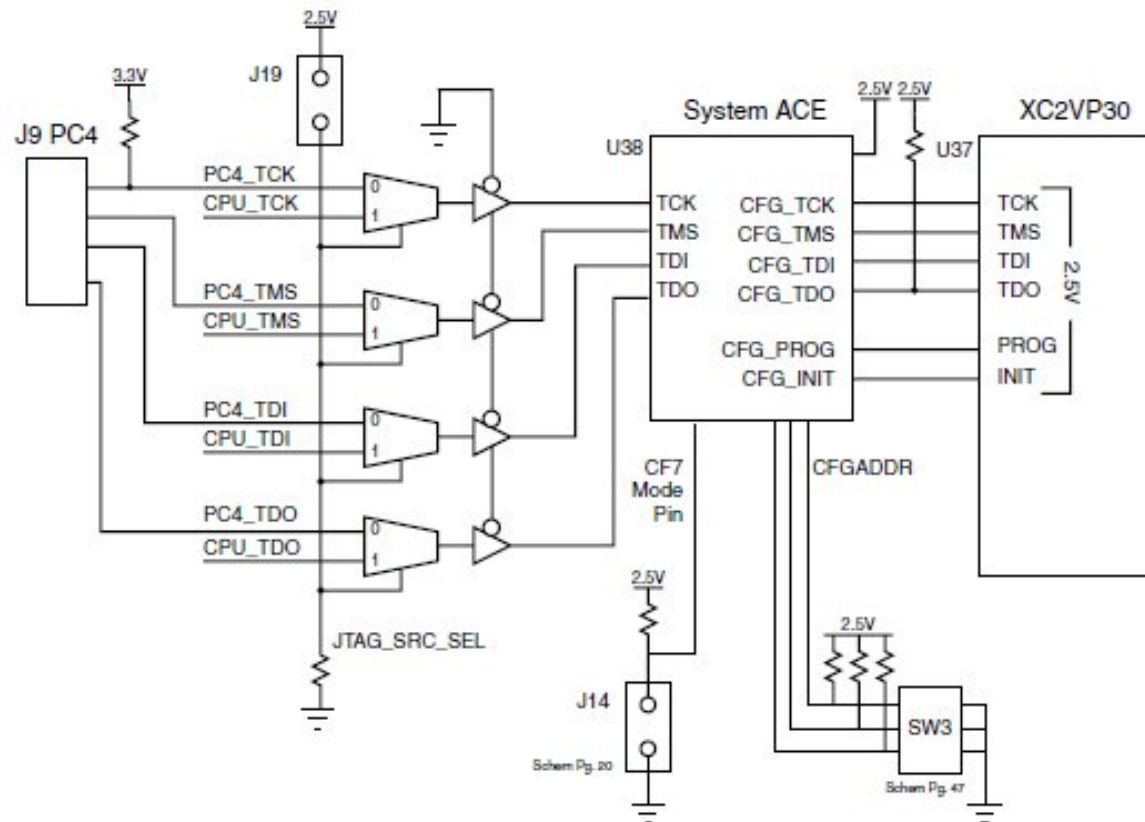 2.5V
J19
3.3V
J9 PC4
PC4_TCK
CPU_TCK
0
1
PC4_TMS
CPU_TMS
0
1
PC4_TDI
CPU_TDI
0
1
PC4_TDO
CPU_TDO
0
1
JTAG_SRC_SEL
System ACE
U38
2.5V
2.5V
XC2VP30
U37
TCK
TMS
TDI
TDO
CFG_TCK
CFG_TMS
CFG_TDI
CFG_TDO
CFG_PROG
CFG_INIT
TCK
TMS
TDI
TDO
PROG
INIT
2.5V
CF7
Mode
Pin
CFGADDR
2.5V
J14
Schem Pg. 20
2.5V
SW3
Schem Pg. 47